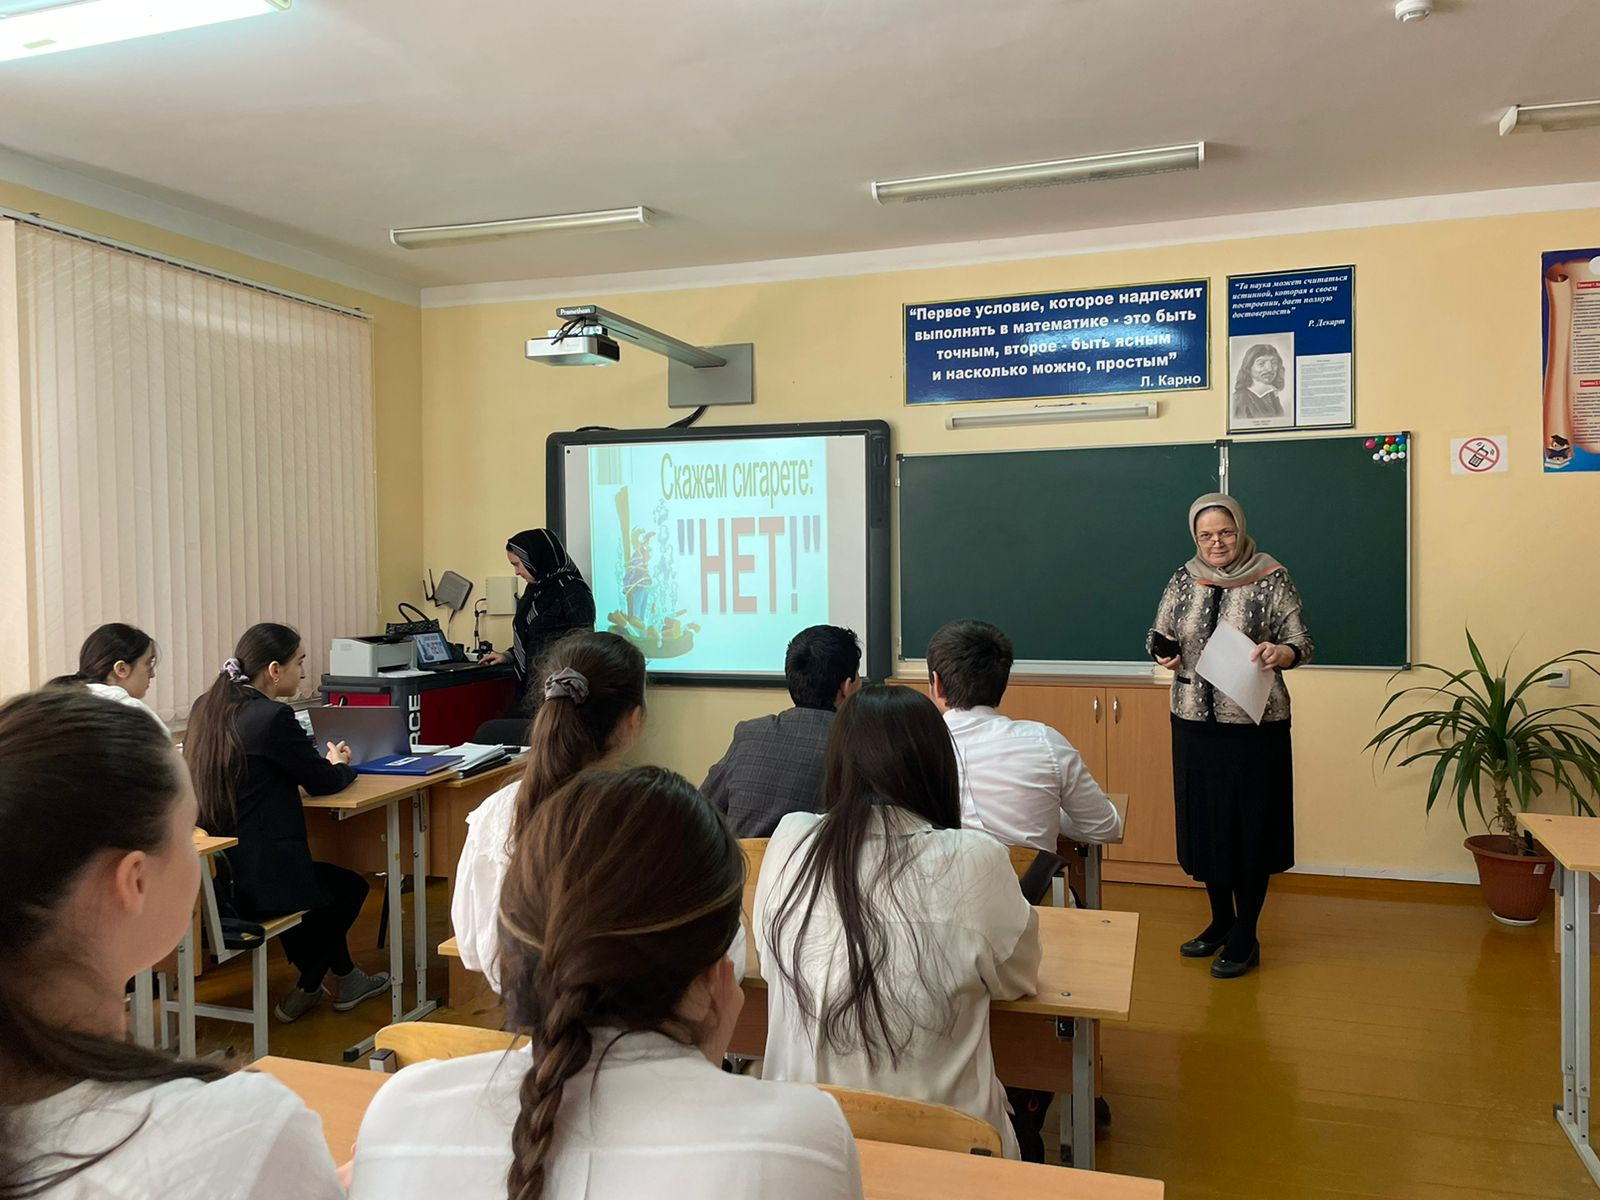 Promethean
“Первое условие, которое надлежит
выполнять в математике - это быть
точным, второе - быть ясным
и насколько можно, простым”
Л. Карно
“Та наука может считаться
истинной, которая в своем
построении, дает полную
достоверность”
Р. Декарт
Скажем сигарете:
"НЕТ!"
RCE